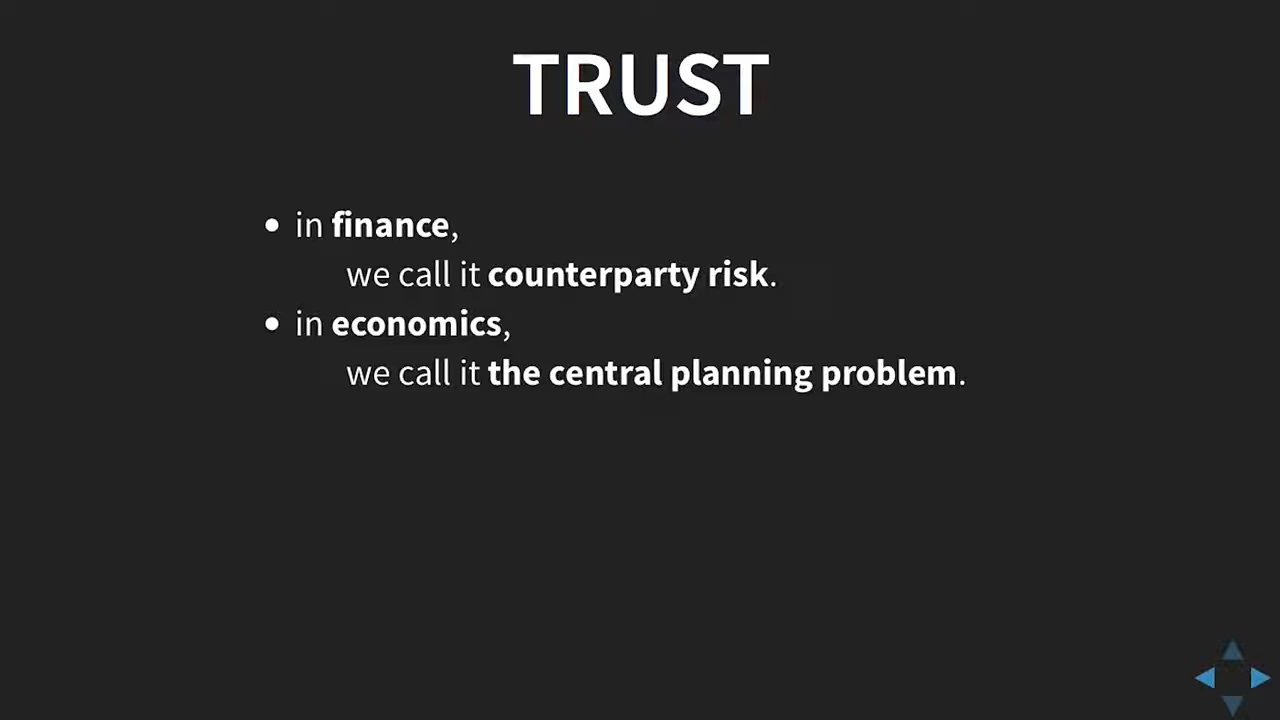 TRUST
• in finance,
we call it counterparty risk.
• in economics,
we call it the central planning problem.